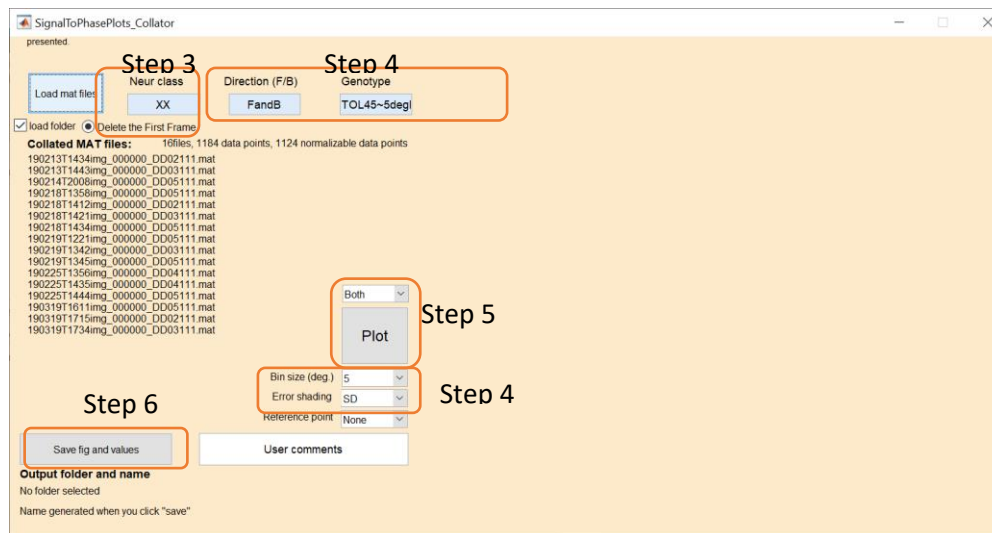 SignalToPhasePlots_Collator
presented
Step 3
Step 4
Load mat files
Neur class
Direction (F/B)
Genotype
XX
FandB
TOL45~5degl
load folder
Delete the First Frame
Collated MAT files:
16files, 1184 data points, 1124 normalizable data points
190213T1434img_000000_DD02111.mat
190213T1443img_000000_DD03111.mat
190214T2008img_000000_DD05111.mat
190218T1358img_000000_DD05111.mat
190218T1412img_000000_DD02111.mat
190218T1421img_000000_DD03111.mat
190218T1434img_000000_DD05111.mat
190219T1221img_000000_DD05111.mat
190219T1342img_000000_DD03111.mat
190219T1345img_000000_DD05111.mat
190225T1356img_000000_DD04111.mat
190225T1435img_000000_DD04111.mat
190225T1444img_000000_DD05111.mat
190319T1611img_000000_DD05111.mat
190319T1715img_000000_DD02111.mat
190319T1734img_000000_DD03111.mat
Both
Plot
Step 5
Bin size (deg.)
5
Error shading
SD
Step 4
Reference point
None
Step 6
Save fig and values
User comments
Output folder and name
No folder selected
Name generated when you click "save"